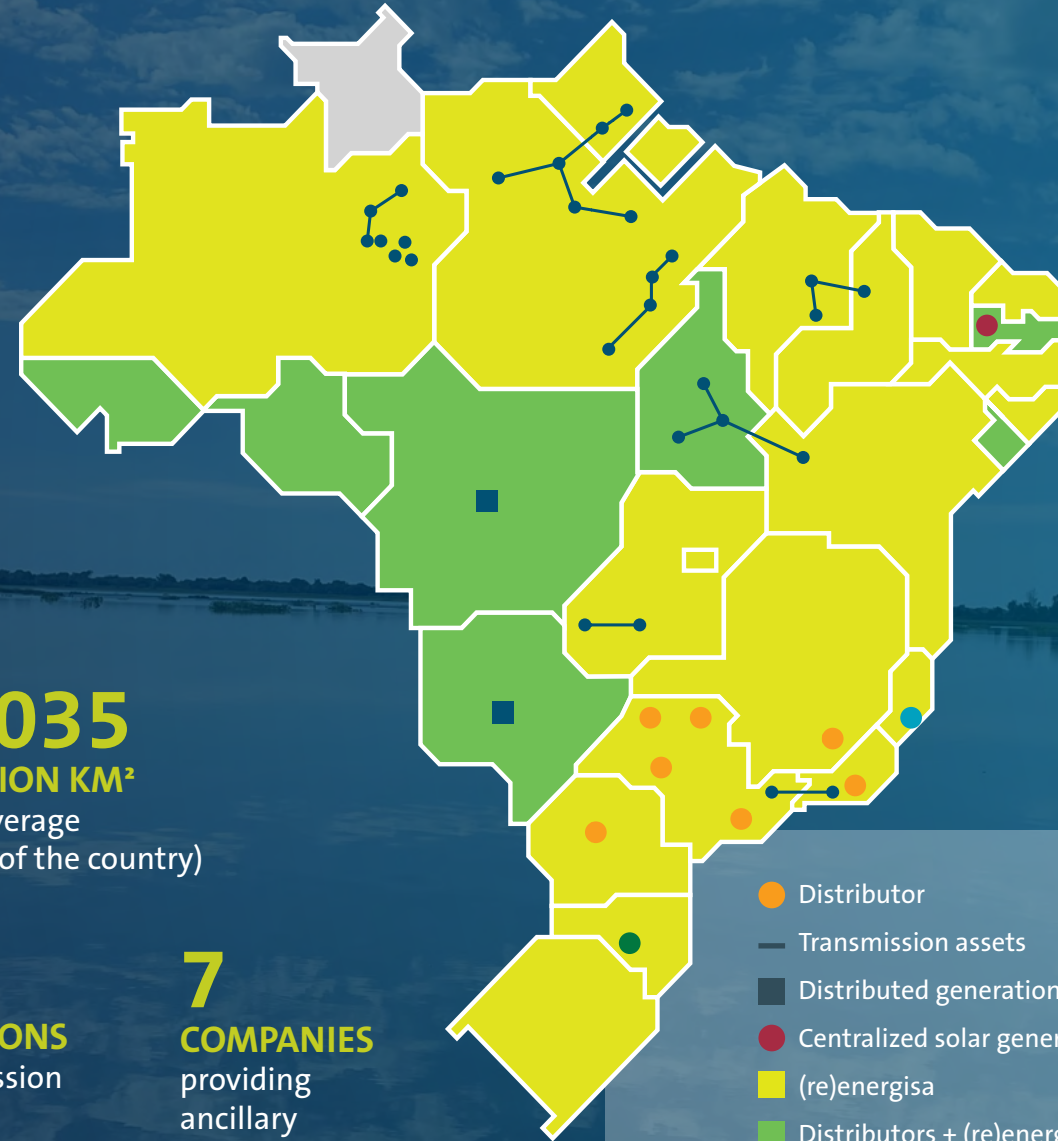 035
ION KM²
verage
of the country)
ONS
ssion
7
COMPANIES
providing
ancillary
Distributor
Transmission assets
Distributed generation
Centralized solar gener
(re)energisa
Distributors + (re)energ